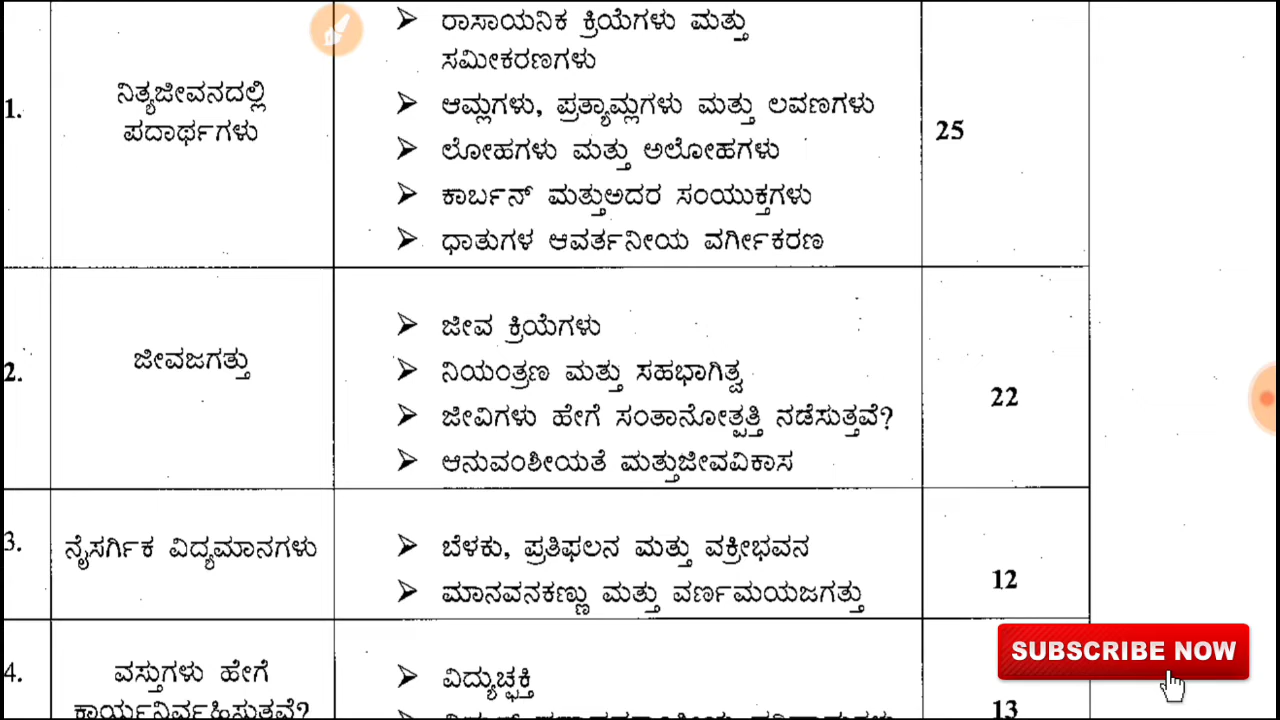 ರಾಸಾಯನಿಕ ಕ್ರಿಯೆಗಳು ಮತ್ತು
ಸಮೀಕರಣಗಳು
1.
ನಿತ್ಯಜೀವನದಲ್ಲಿ
ಪದಾರ್ಥಗಳು
ಆಮ್ಲಗಳು, ಪ್ರತ್ಯಾಮ್ಲಗಳು ಮತ್ತು ಲವಣಗಳು
ಲೋಹಗಳು ಮತ್ತು ಅಲೋಹಗಳು
ಕಾರ್ಬನ್ ಮತ್ತುಅದರ ಸಂಯುಕ್ತಗಳು
ಧಾತುಗಳ ಆವರ್ತನೀಯ ವರ್ಗೀಕರಣ
25
2.
ಜೀವಜಗತ್ತು
ಜೀವ ಕ್ರಿಯೆಗಳು
ನಿಯಂತ್ರಣ ಮತ್ತು ಸಹಭಾಗಿತ್ವ
ಜೀವಿಗಳು ಹೇಗೆ ಸಂತಾನೋತ್ಪತ್ತಿ ನಡೆಸುತ್ತವೆ?
ಆನುವಂಶೀಯತೆ ಮತ್ತುಜೀವವಿಕಾಸ
22
3.
ನೈಸರ್ಗಿಕ ವಿದ್ಯಮಾನಗಳು
ಬೆಳಕು, ಪ್ರತಿಫಲನ ಮತ್ತು ವಕ್ರೀಭವನ
ಮಾನವನಕಣ್ಣು ಮತ್ತು ವರ್ಣಮಯಜಗತ್ತು
12
4.
ವಸ್ತುಗಳು ಹೇಗೆ
ಕಾರ್ಯನಿರ್ವಹಿಸುತ್ತವೆ?
ವಿದ್ಯುಚ್ಛಕ್ತಿ
13
SUBSCRIBE NOW